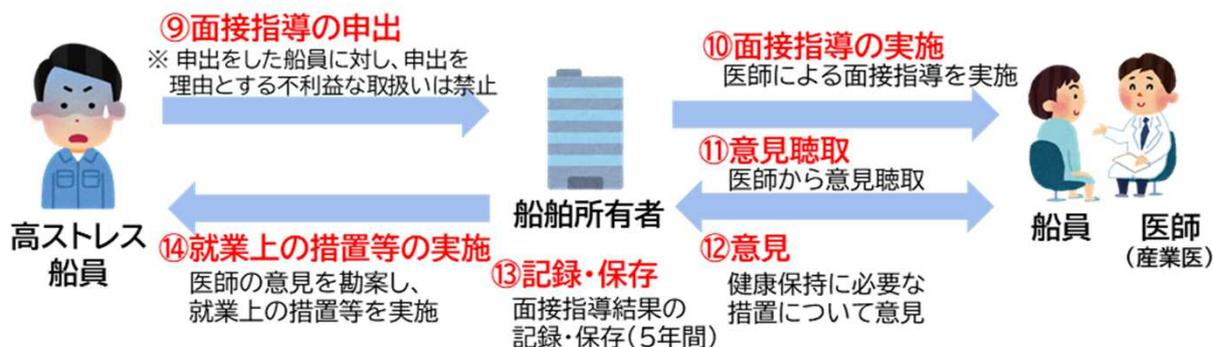 ⑨面接指導の申出
※ 申出をした船員に対し、申出を
理由とする不利益な取扱いは禁止
⑩面接指導の実施
医師による面接指導を実施
⑪意見聴取
医師から意見聴取
高ストレス
船員
船舶所有者
船員
医師
(産業医)
⑭就業上の措置等の実施
医師の意見を勘案し、
就業上の措置等を実施
⑬記録・保存
面接指導結果の
記録・保存(5年間)
⑫意見
健康保持に必要な
措置について意見